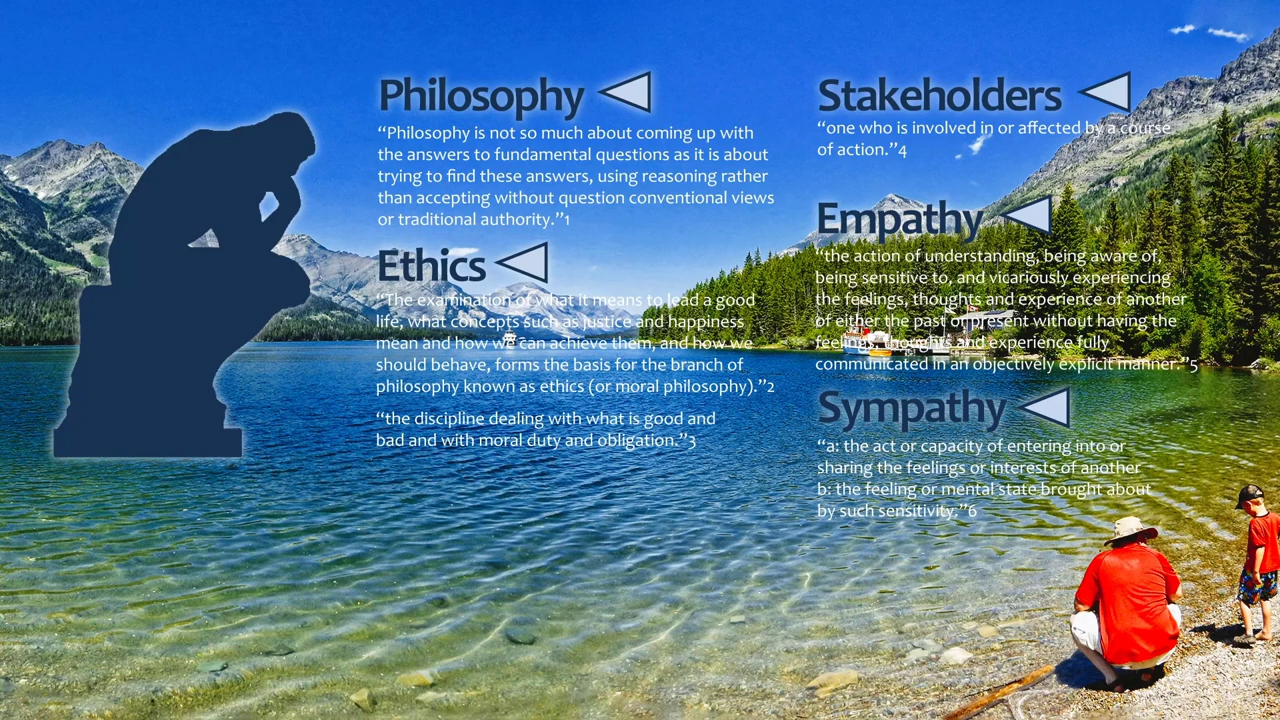 Philosophy
“Philosophy is not so much about coming up with
the answers to fundamental questions as it is about
trying to find these answers, using reasoning rather
than accepting without question conventional views
or traditional authority.”1
Ethics
“The examination of what it means to lead a good
life, what concepts such as justice and happiness
mean and how we can achieve them, and how we
should behave, forms the basis for the branch of
philosophy known as ethics (or moral philosophy).”2
“the discipline dealing with what is good and
bad and with moral duty and obligation.”3
Stakeholders
“one who is involved in or affected by a course
of action.”4
Empathy
“the action of understanding, being aware of,
being sensitive to, and vicariously experiencing
the feelings, thoughts and experience of another
of either the past or present without having the
feelings, thoughts and experience fully
communicated in an objectively explicit manner.”5
Sympathy
“a: the act or capacity of entering into or
sharing the feelings or interests of another
b: the feeling or mental state brought about
by such sensitivity.”6